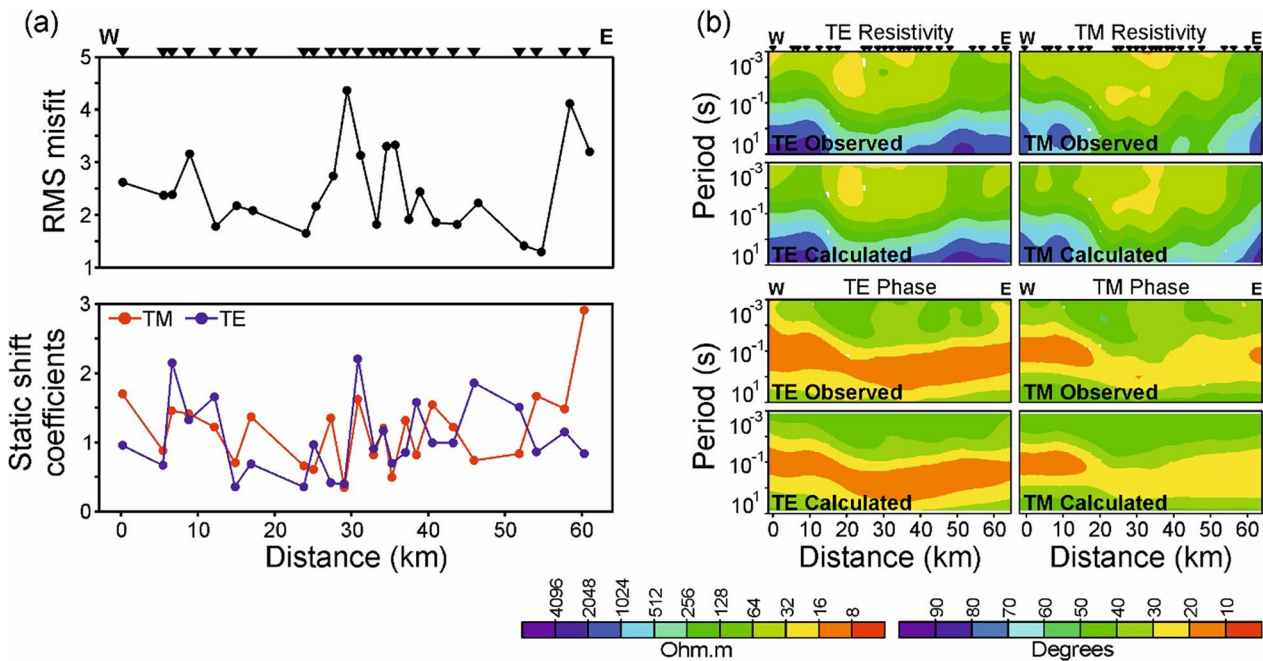 (a)
W E
5
4
3
2
1
RMS misfit
3
2
1
0
Static shift
coefficients
TM TE
0 10 20 30 40 50 60
Distance (km)
(b)
W TE Resistivity E
TM Resistivity
W E
10-3
10-1
101
TE Observed
TM Observed
10-3
10-1
101
TE Calculated
TM Calculated
Period (s)
W TE Phase E
W TM Phase E
10-3
10-1
101
TE Observed
TM Observed
10-3
10-1
101
TE Calculated
TM Calculated
Period (s)
0 10 20 30 40 50 60
0 10 20 30 40 50 60
Distance (km)
Distance (km)
4096 2048 1024 512 256 128 64 32 16 8
Ohm.m
90 80 70 60 50 40 30 20 10
Degrees